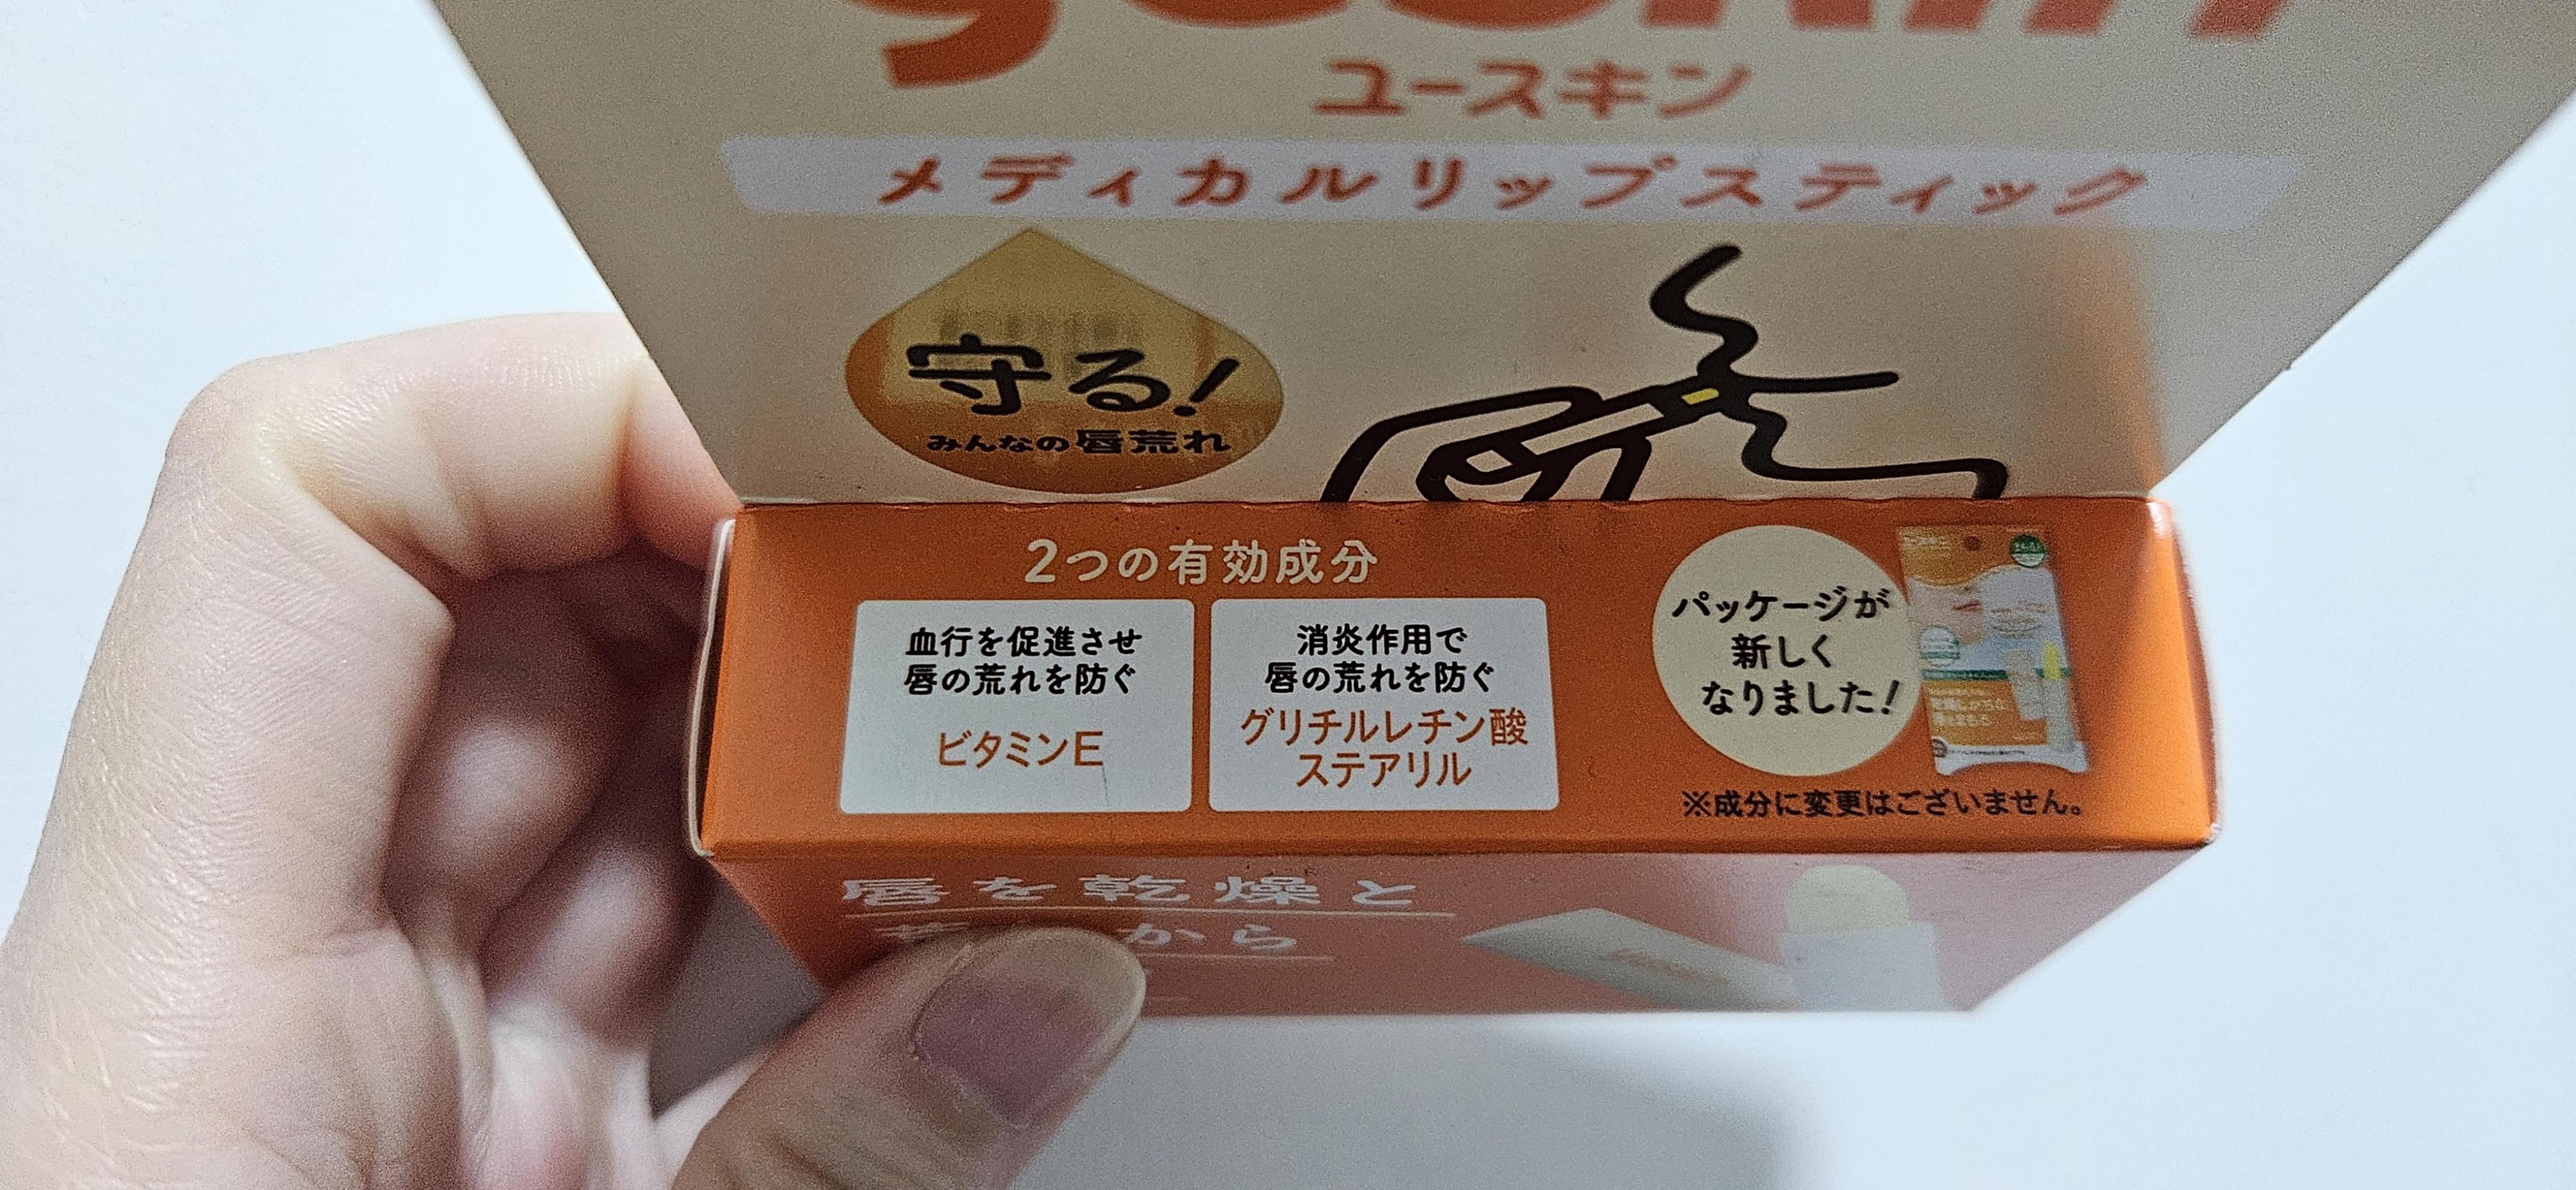 ユースキン
メディカルリップスティック
守る!
みんなの唇荒れ
2つの有効成分
血行を促進させ
唇の荒れを防ぐ
ビタミンE
消炎作用で
唇の荒れを防ぐ
グリチルレチン酸
ステアリル
パッケージが
新しく
なりました!
※成分に変更はございません。
唇を乾燥と
から